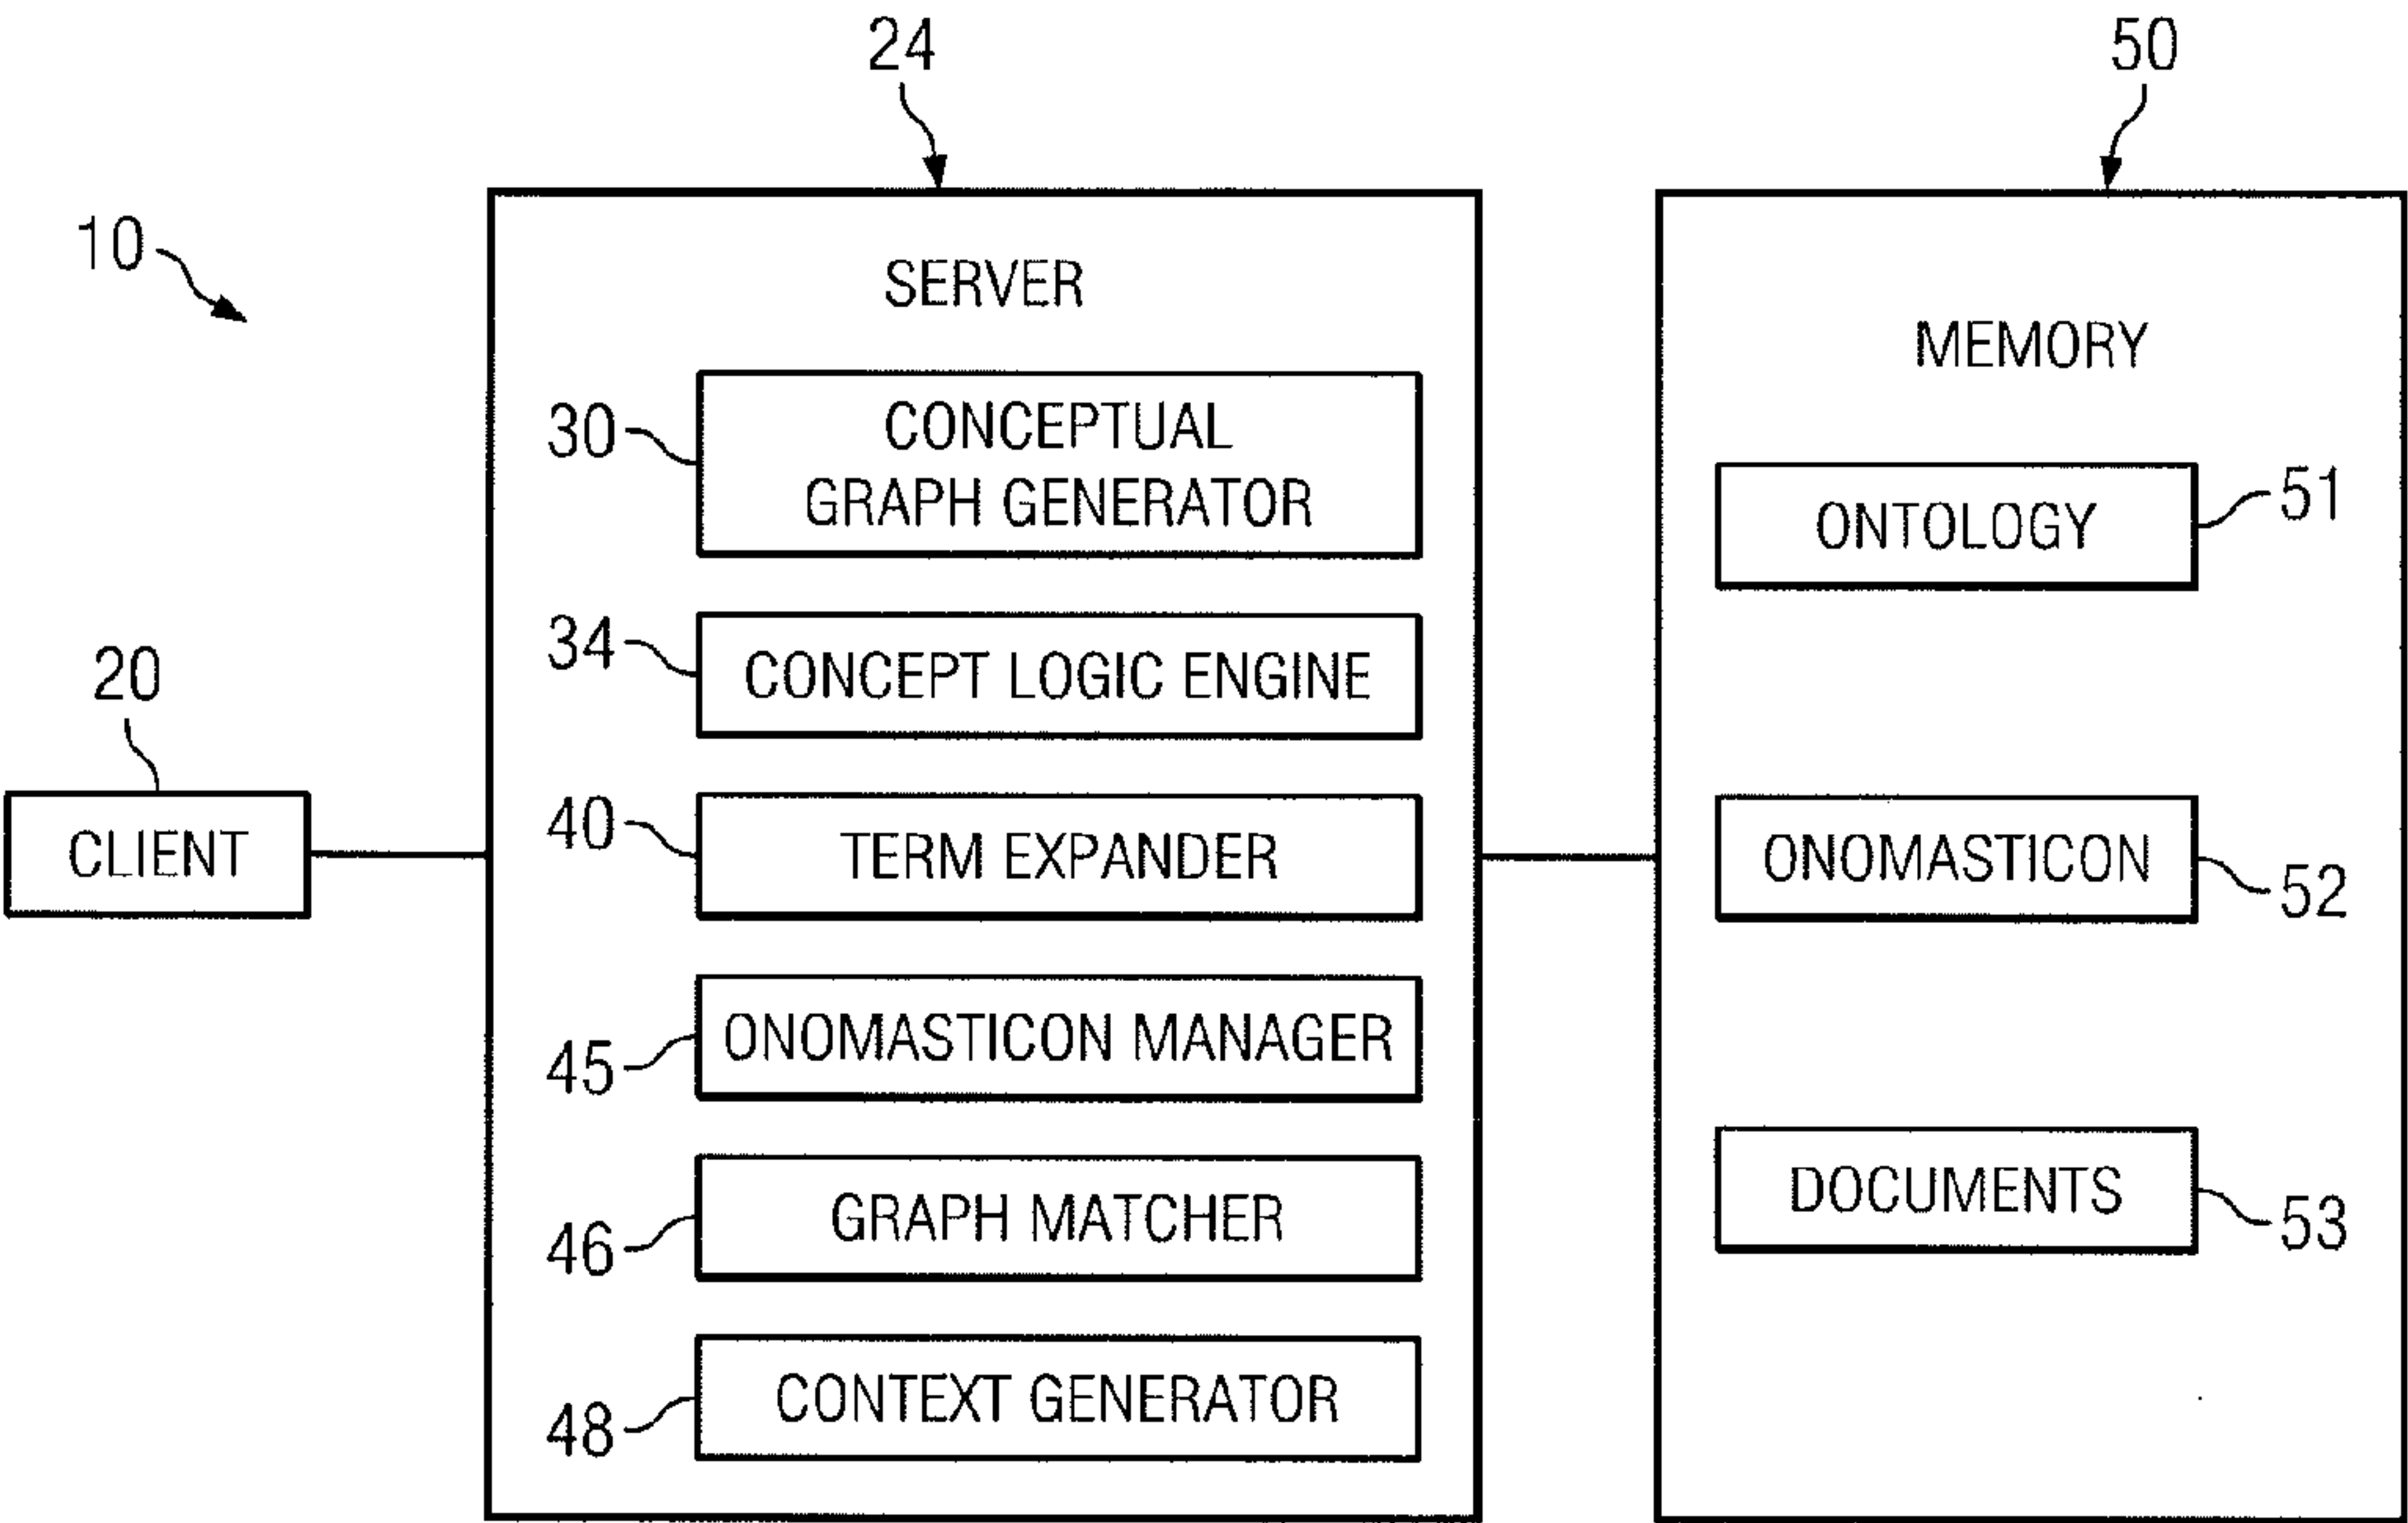 24
50
10
SERVER
MEMORY
30
CONCEPTUAL
GRAPH GENERATOR
ONTOLOGY
51
34
CONCEPT LOGIC ENGINE
20
CLIENT
40
TERM EXPANDER
ONOMASTICON
52
45
ONOMASTICON MANAGER
46
GRAPH MATCHER
DOCUMENTS
53
48
CONTEXT GENERATOR